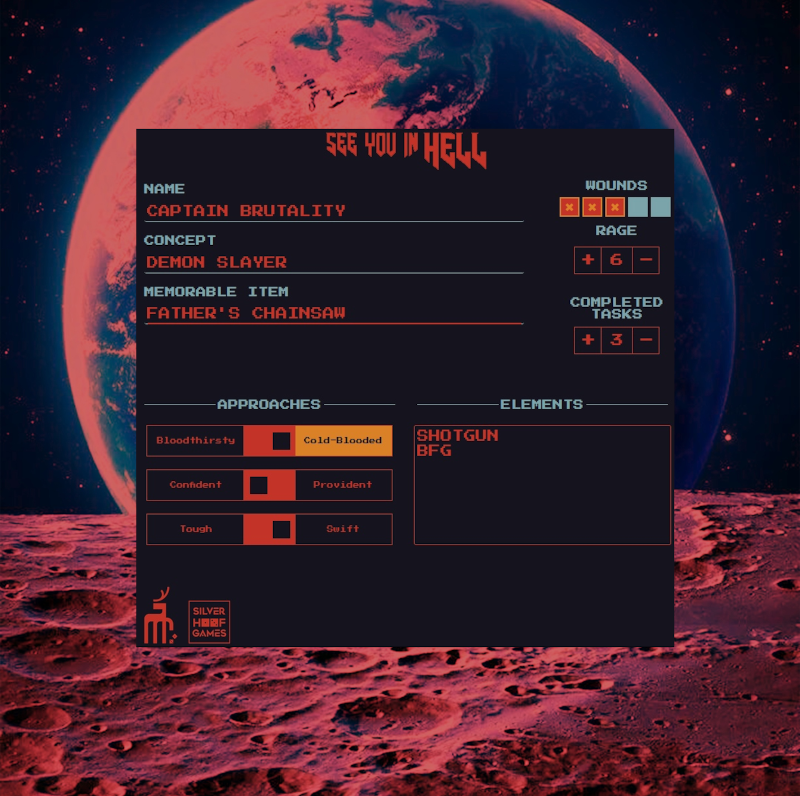 SEE YOU IN HELL
NAME
CAPTAIN BRUTALITY
CONCEPT
DEMON SLAYER
MEMORABLE ITEM
FATHER'S CHAINSAW
WOUNDS
× × ×
RAGE
+ 6 −
COMPLETED
TASKS
+ 3 −
APPROACHES
Bloodthirsty Cold-Blooded
Confident Provident
Tough Swift
ELEMENTS
SHOTGUN
BFG
SILVER
HOOF
GAMES